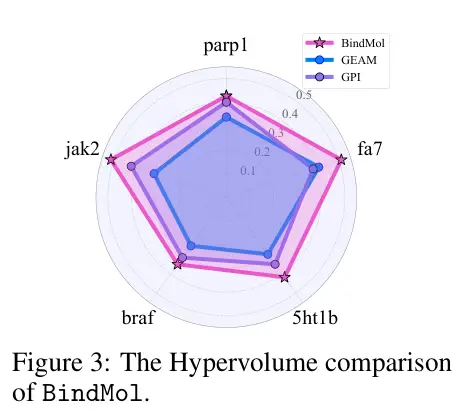 parp1
BindMol
GEAM
GPI
0.5
0.4
0.3
0.2
0.1
jak2
fa7
braf
5ht1b
Figure 3: The Hypervolume comparison
of BindMol.